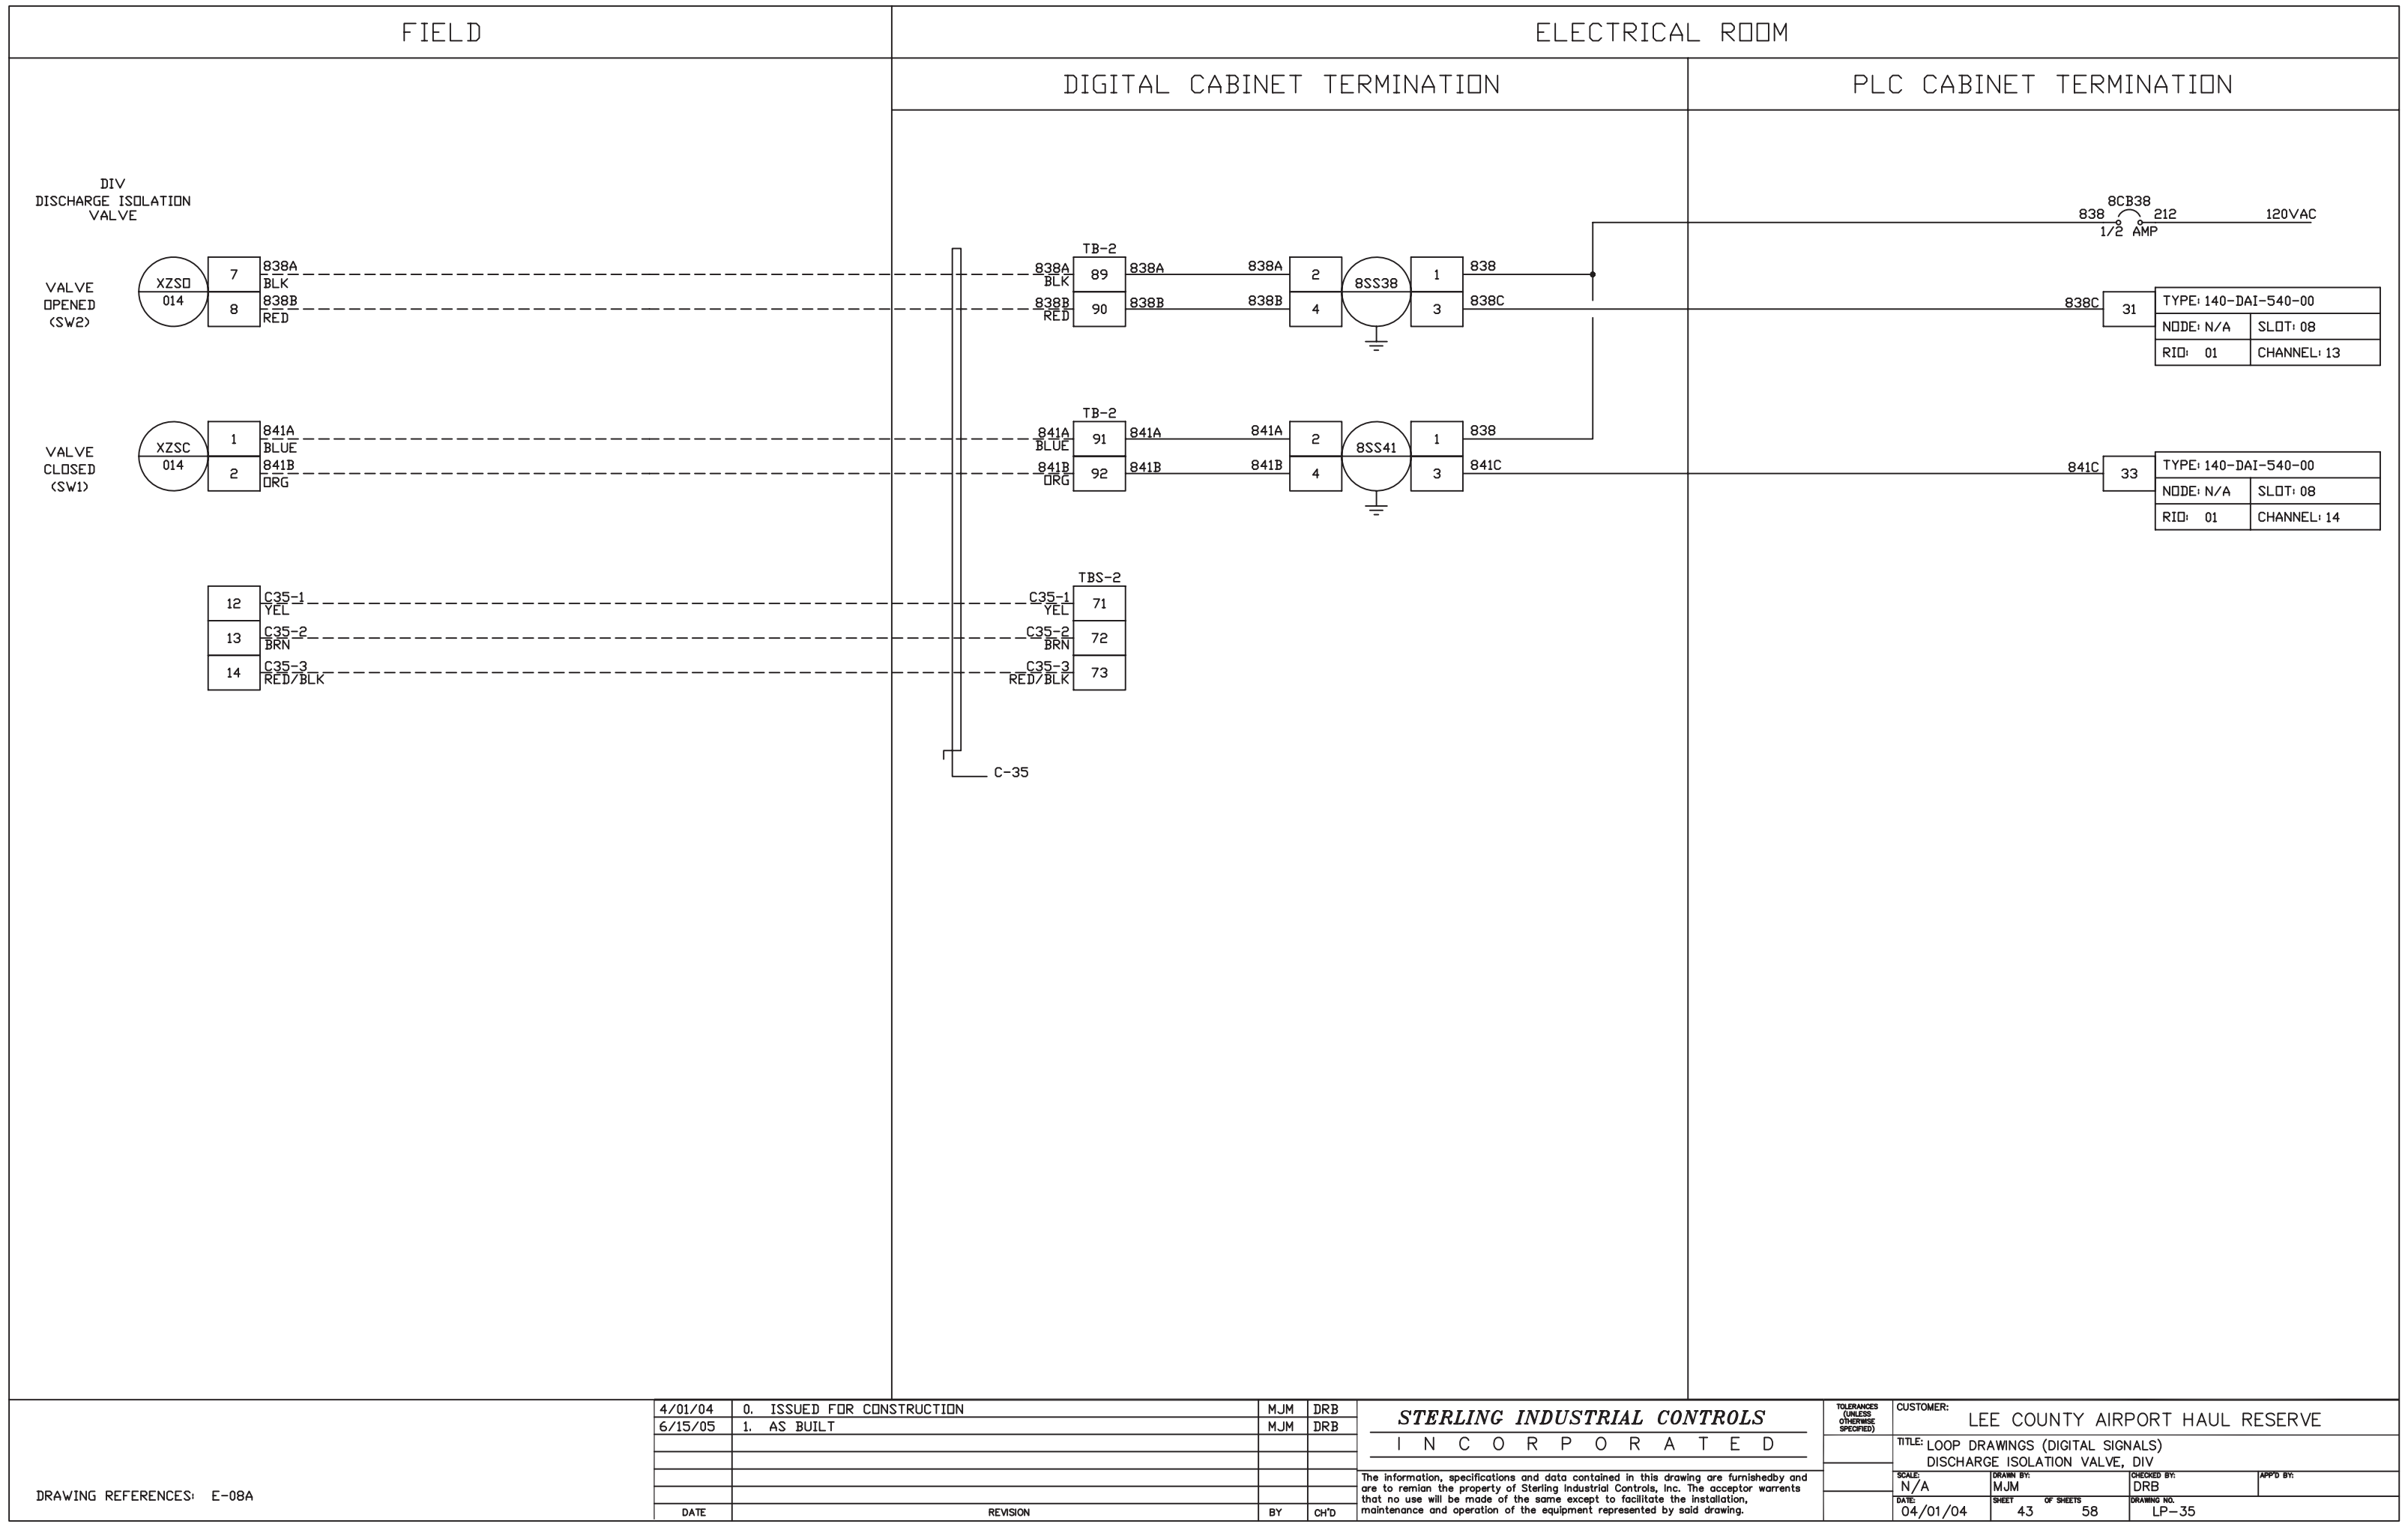 FIELD
ELECTRICAL ROOM
DIGITAL CABINET TERMINATION
PLC CABINET TERMINATION
DIV
DISCHARGE ISOLATION
VALVE
8CB38
838 212 120VAC
1/2 AMP
VALVE
OPENED
(SW2)
XZSO
014
7
8
838A
BLK
838B
RED
TB-2
838A
BLK
838B
RED
89
90
838A
838B
838A
838B
2
4
8SS38
1
3
838
838C
838C
31
TYPE: 140-DAI-540-00
NODE: N/A SLOT: 08
RIO: 01 CHANNEL: 13
VALVE
CLOSED
(SW1)
XZSC
014
1
2
841A
BLUE
841B
ORG
TB-2
841A
BLUE
841B
ORG
91
92
841A
841B
841A
841B
2
4
8SS41
1
3
838
841C
841C
33
TYPE: 140-DAI-540-00
NODE: N/A SLOT: 08
RIO: 01 CHANNEL: 14
TBS-2
12 C35-1 C35-1 71
YEL YEL
13 C35-2 C35-2 72
BRN BRN
14 C35-3 C35-3 73
RED/BLK RED/BLK
C-35
DRAWING REFERENCES: E-08A
4/01/04 0. ISSUED FOR CONSTRUCTION MJM DRB
6/15/05 1. AS BUILT MJM DRB
DATE REVISION BY CH'D
STERLING INDUSTRIAL CONTROLS
INCORPORATED
The information, specifications and data contained in this drawing are furnishedby and
are to remian the property of Sterling Industrial Controls, Inc. The acceptor warrents
that no use will be made of the same except to facilitate the installation,
maintenance and operation of the equipment represented by said drawing.
TOLERANCES
(UNLESS
OTHERWISE
SPECIFIED)
CUSTOMER:
LEE COUNTY AIRPORT HAUL RESERVE
TITLE: LOOP DRAWINGS (DIGITAL SIGNALS)
DISCHARGE ISOLATION VALVE, DIV
SCALE: DRAWN BY: CHECKED BY: APP'D BY:
N/A MJM DRB
DATE: SHEET OF SHEETS DRAWING NO.
04/01/04 43 58 LP-35